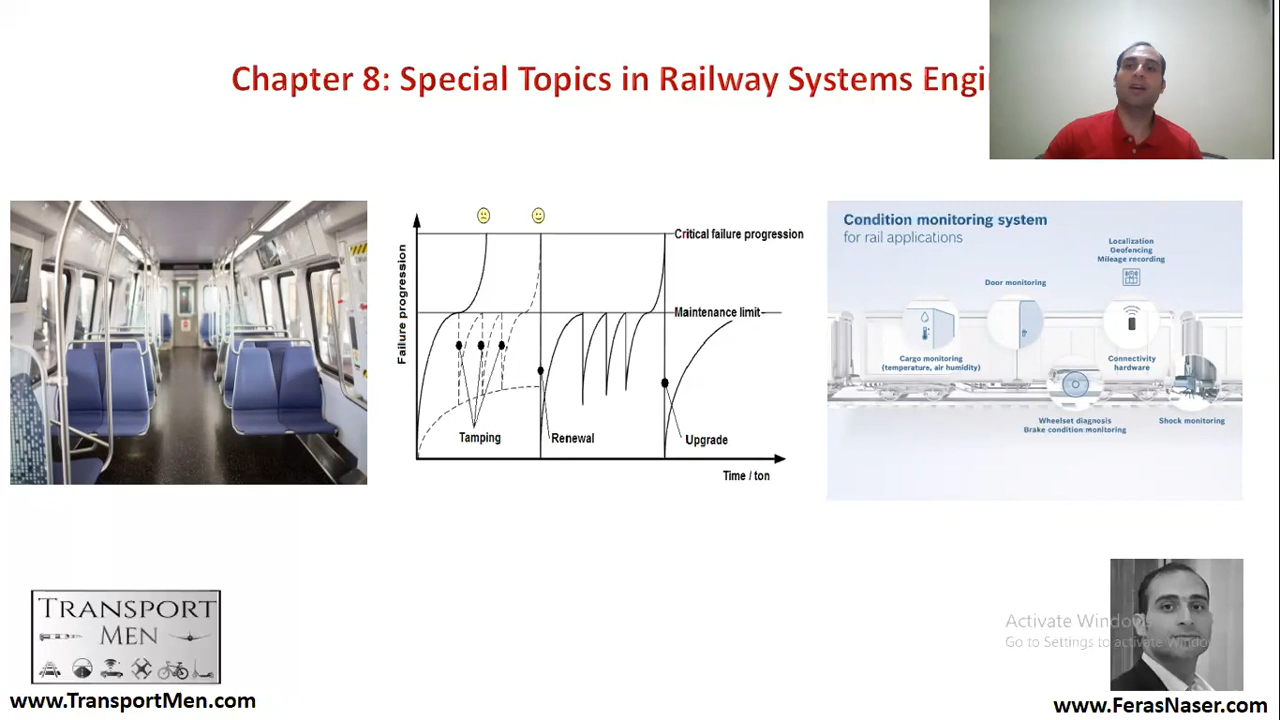 Chapter 8: Special Topics in Railway Systems Engi
Failure progression
Critical failure progression
Maintenance limit
Tamping
Renewal
Upgrade
Time / ton
Condition monitoring system
for rail applications
Localization
Geofencing
Mileage recording
Door monitoring
Cargo monitoring
(temperature, air humidity)
Connectivity
hardware
Wheelset diagnosis
Brake condition monitoring
Shock monitoring
TRANSPORT
MEN
www.TransportMen.com
Activate Windows
Go to Settings to activate Windows
www.FerasNaser.com